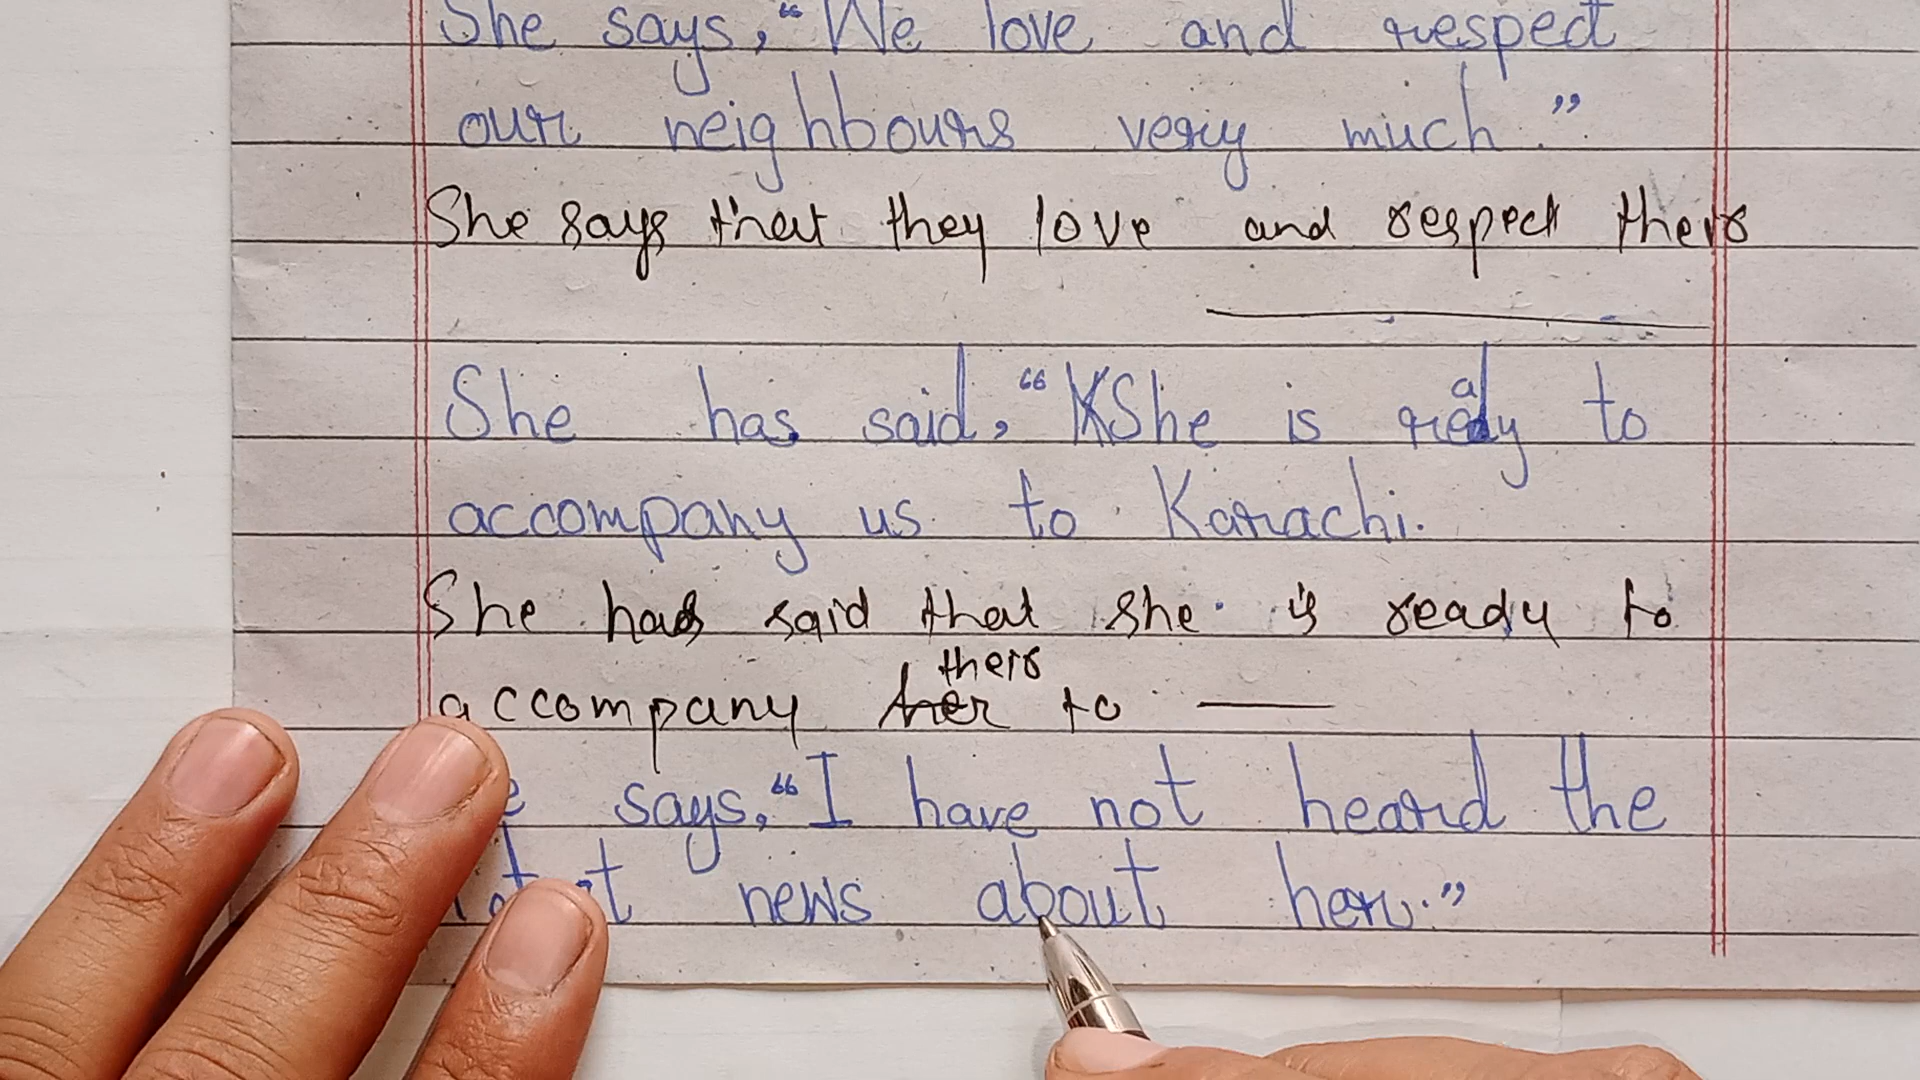 She says, “We love and respect
our neighbours very much.”
She says that they love and respect their
She has said, “She is ready to
accompany us to Karachi.
She has said that she is ready to
theis
accompany her to
says, “I have not heard the
news about her.”